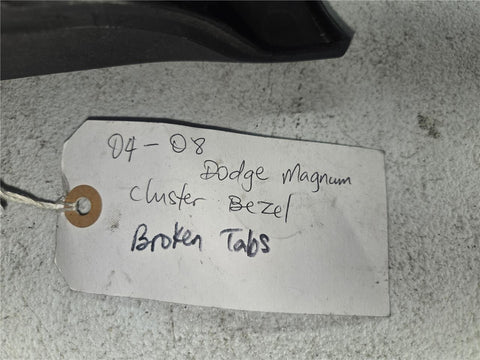 04-08
Dodge Magnum
Cluster Bezel
Broken Tabs